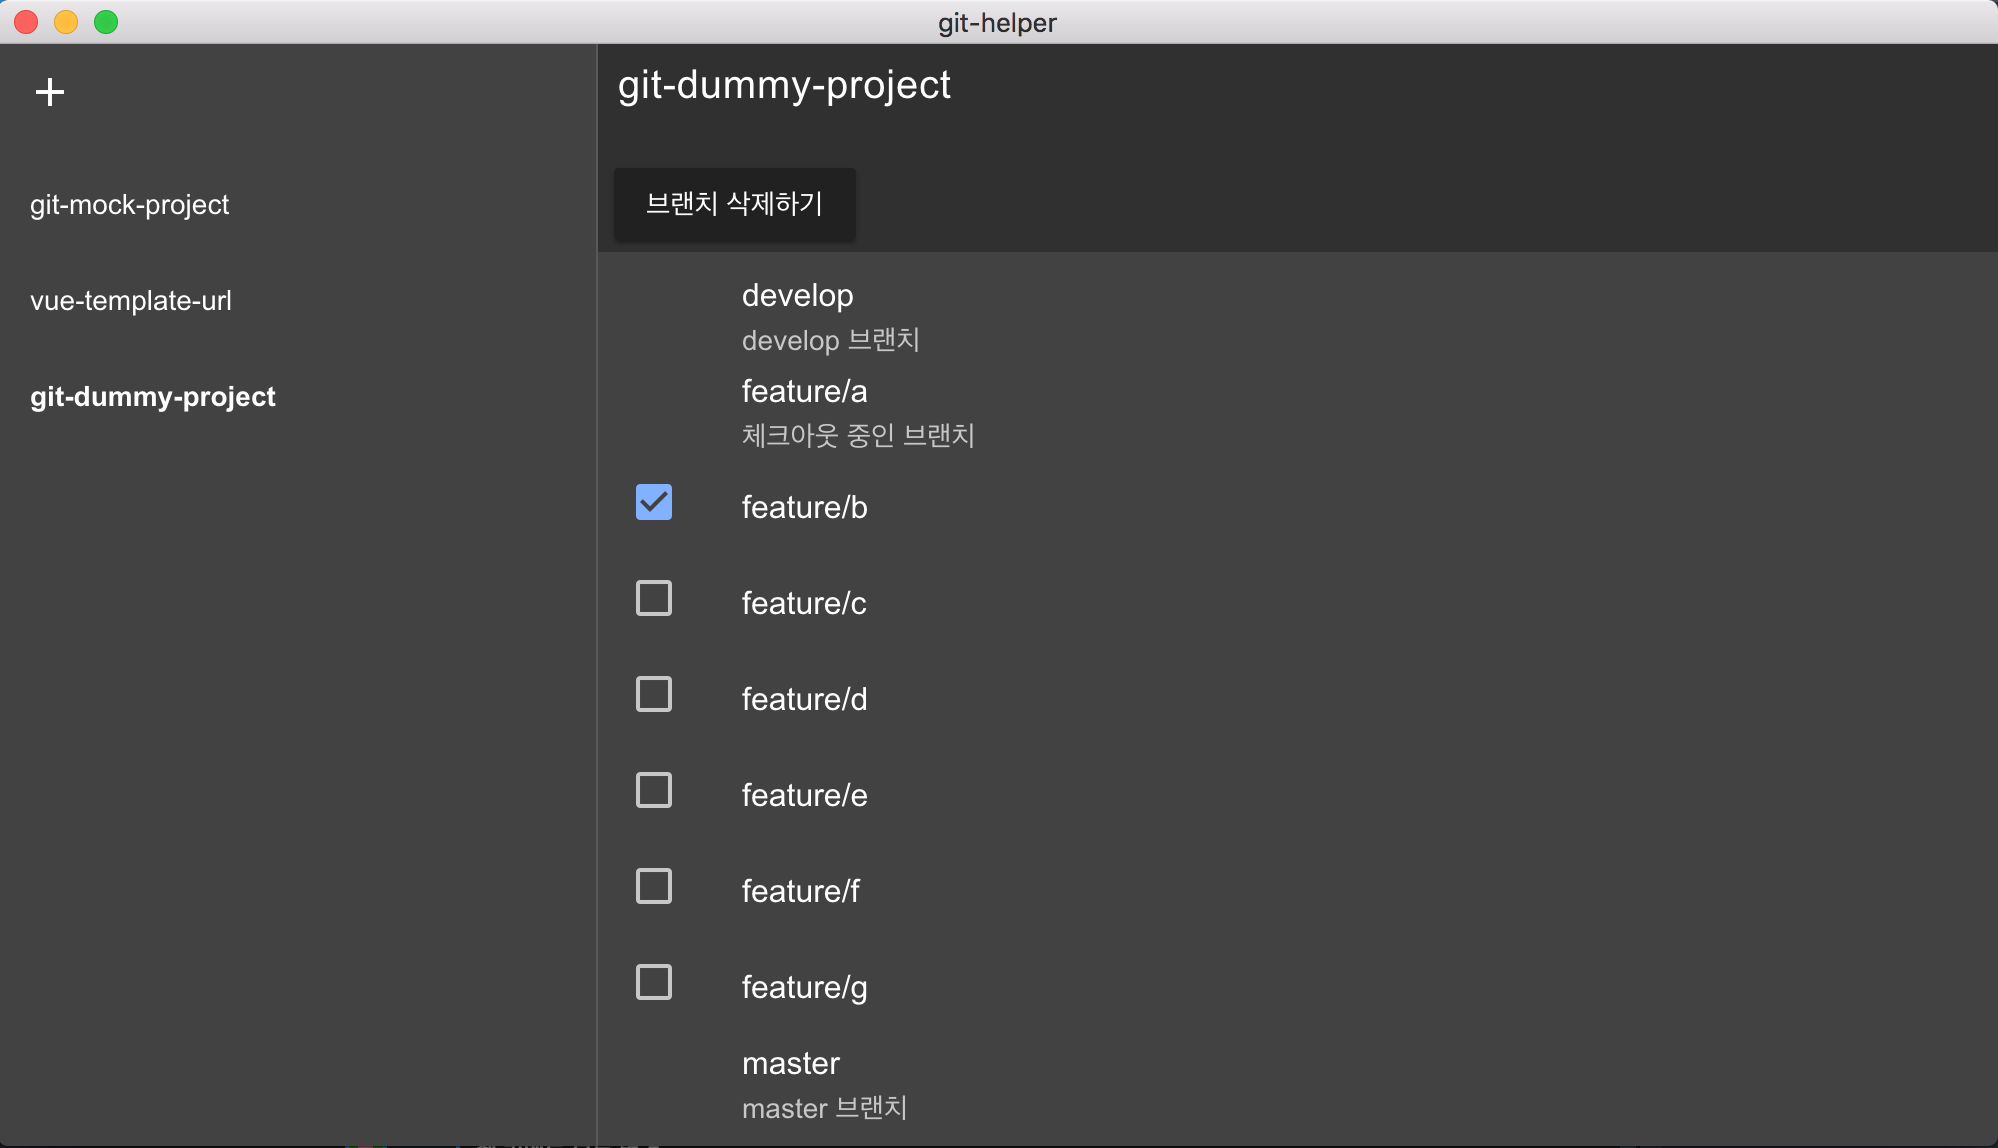 git-helper
git-mock-project
vue-template-url
git-dummy-project
git-dummy-project
브랜치 삭제하기
develop
develop 브랜치
feature/a
체크아웃 중인 브랜치
feature/b
feature/c
feature/d
feature/e
feature/f
feature/g
master
master 브랜치